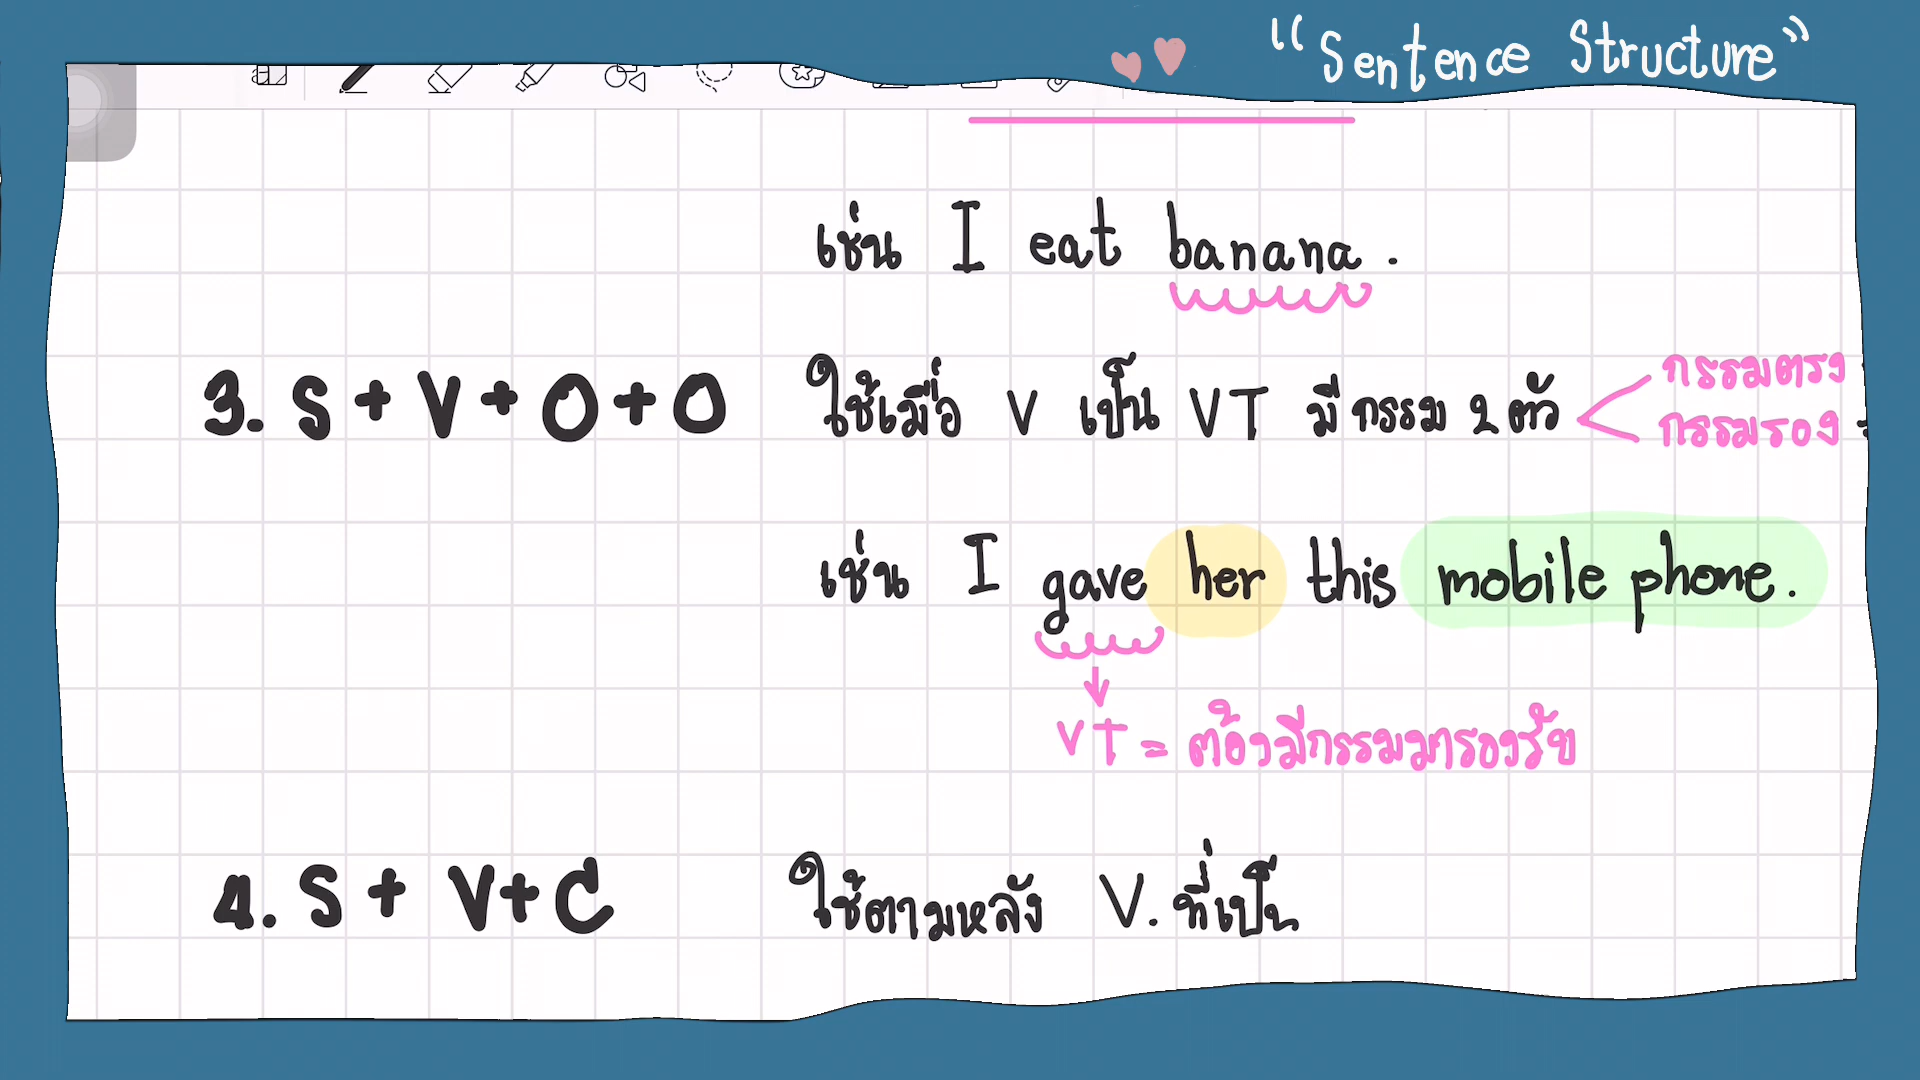 "Sentence Structure"
เช่น I eat banana.
3. S + V + O + O ใช้เมื่อ V เป็น VT มีกรรม 2 ตัว
กรรมตรง
กรรมรอง
เช่น I gave her this mobile phone.
VT = ต้องมีกรรมมารองรับ
4. S + V + C ใช้ตามหลัง V. ที่เป็น